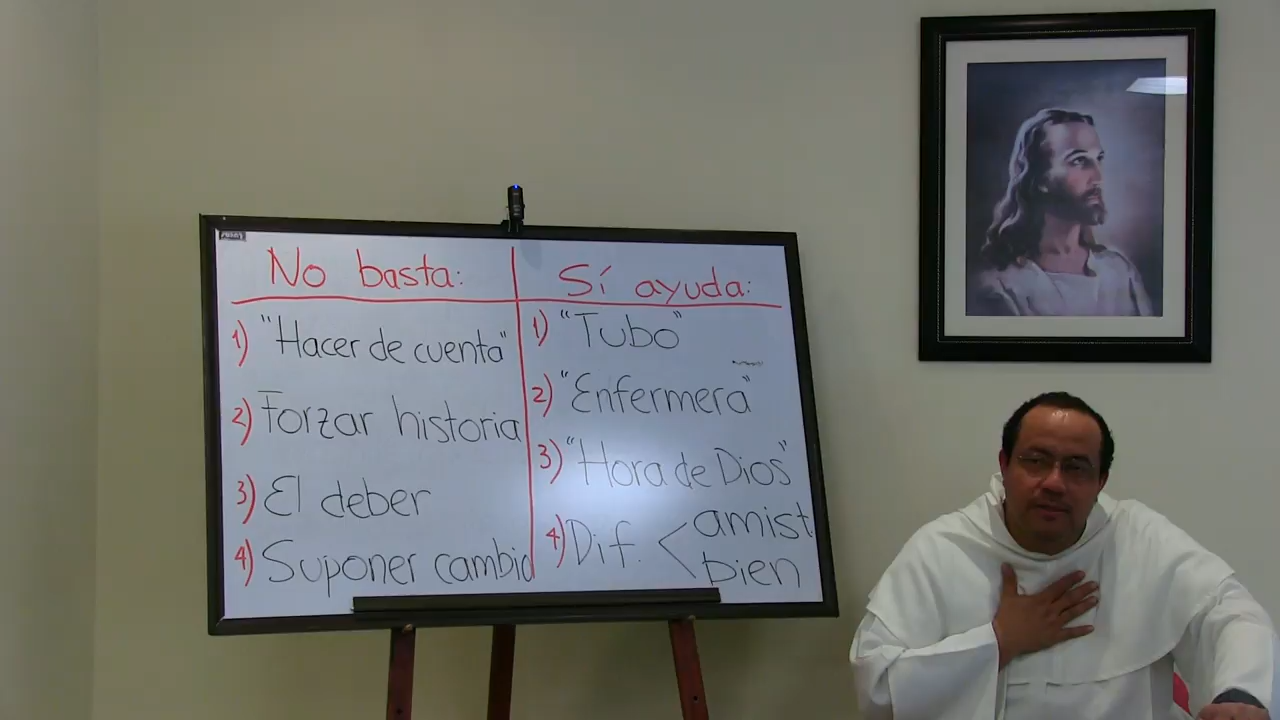 No basta:
1) "Hacer de cuenta"
2) Forzar historia
3) El deber
4) Suponer cambio
Sí ayuda:
1) "Tubo"
2) "Enfermera"
3) "Hora de Dios"
4) Dif. < amist
bien